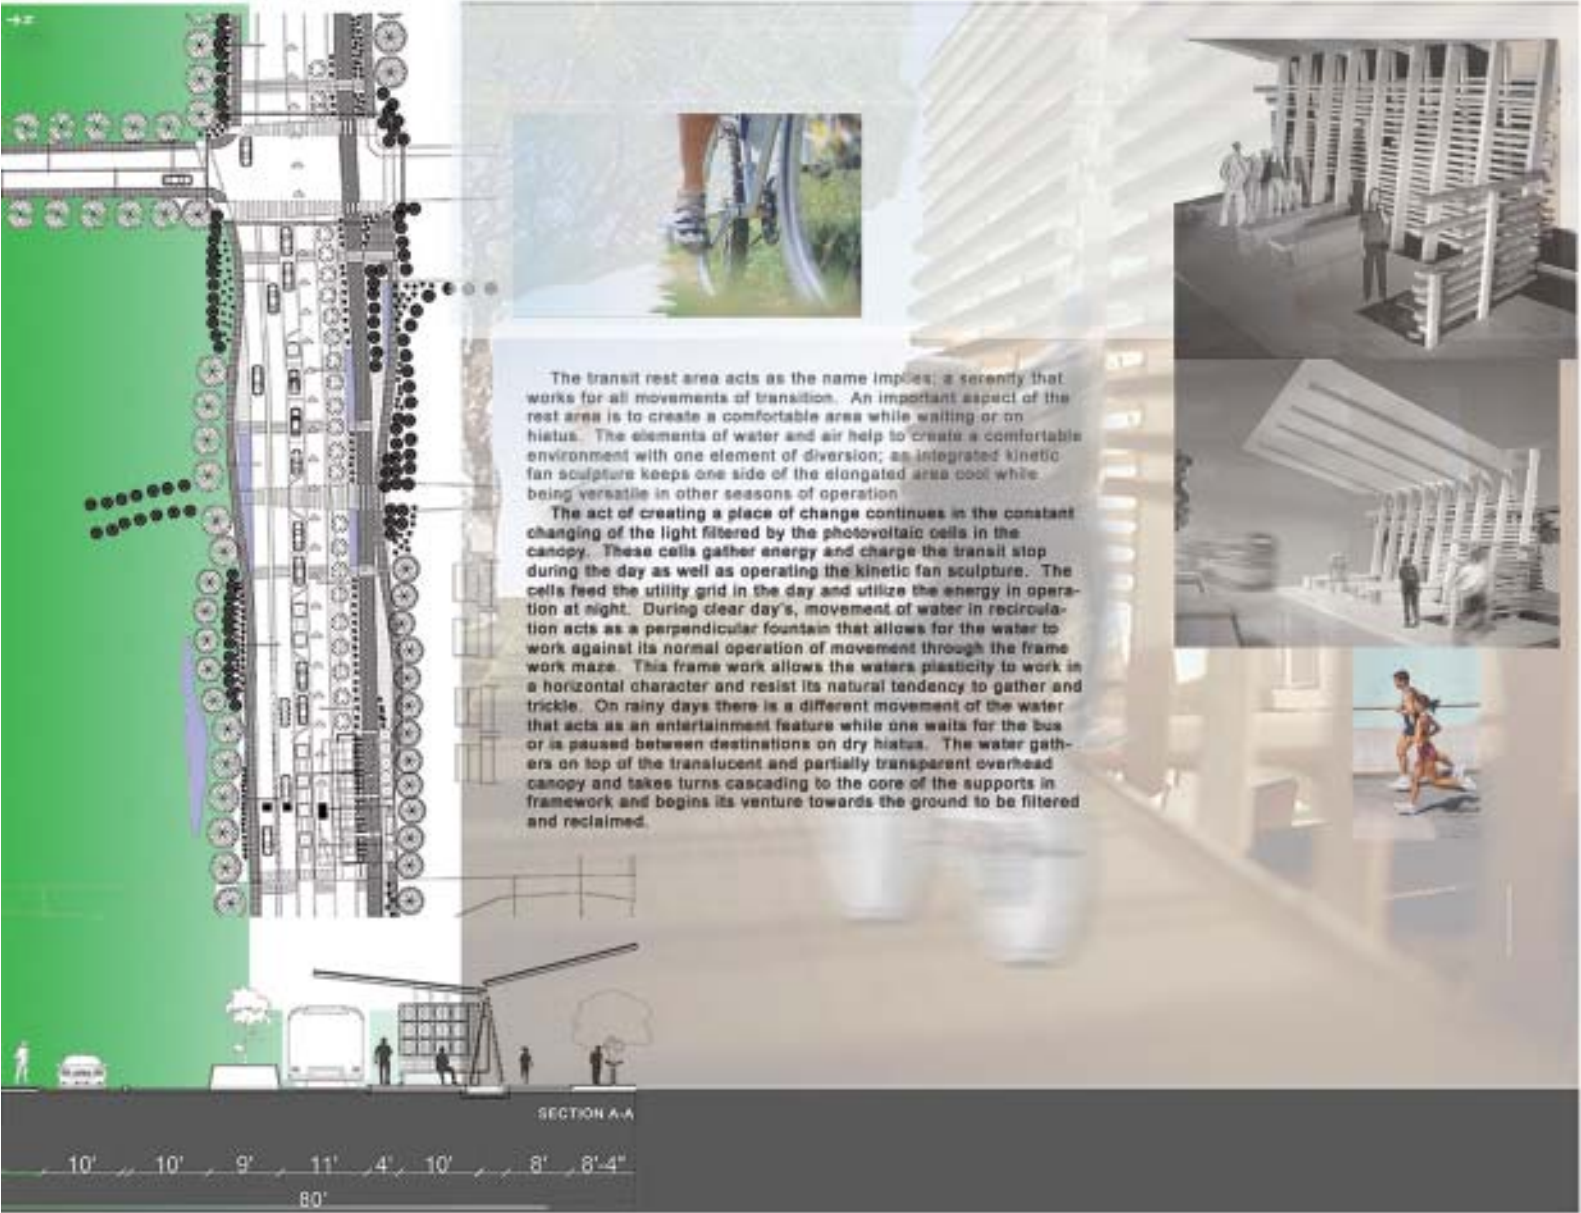 N
The transit rest area acts as the name implies; a serenity that
works for all movements of transition. An important aspect of the
rest area is to create a comfortable area while waiting or on
hiatus. The elements of water and air help to create a comfortable
environment with one element of diversion; as integrated kinetic
fan sculpture keeps one side of the elongated area cool while
being versatile in other seasons of operation
The act of creating a place of change continues in the constant
changing of the light filtered by the photovoltaic cells in the
canopy. These cells gather energy and charge the transit stop
during the day as well as operating the kinetic fan sculpture. The
cells feed the utility grid in the day and utilize the energy in opera-
tion at night. During clear day's, movement of water in recircula-
tion acts as a perpendicular fountain that allows for the water to
work against its normal operation of movement through the frame
work maze. This frame work allows the waters plasticity to work in
a horizontal character and resist its natural tendency to gather and
trickle. On rainy days there is a different movement of the water
that acts as an entertainment feature while one waits for the bus
or is paused between destinations on dry hiatus. The water gath-
ers on top of the translucent and partially transparent overhead
canopy and takes turns cascading to the core of the supports in
framework and begins its venture towards the ground to be filtered
and reclaimed.
SECTION A-A
10' 10' 9' 11' 4' 10' 8' 8'-4"
80'